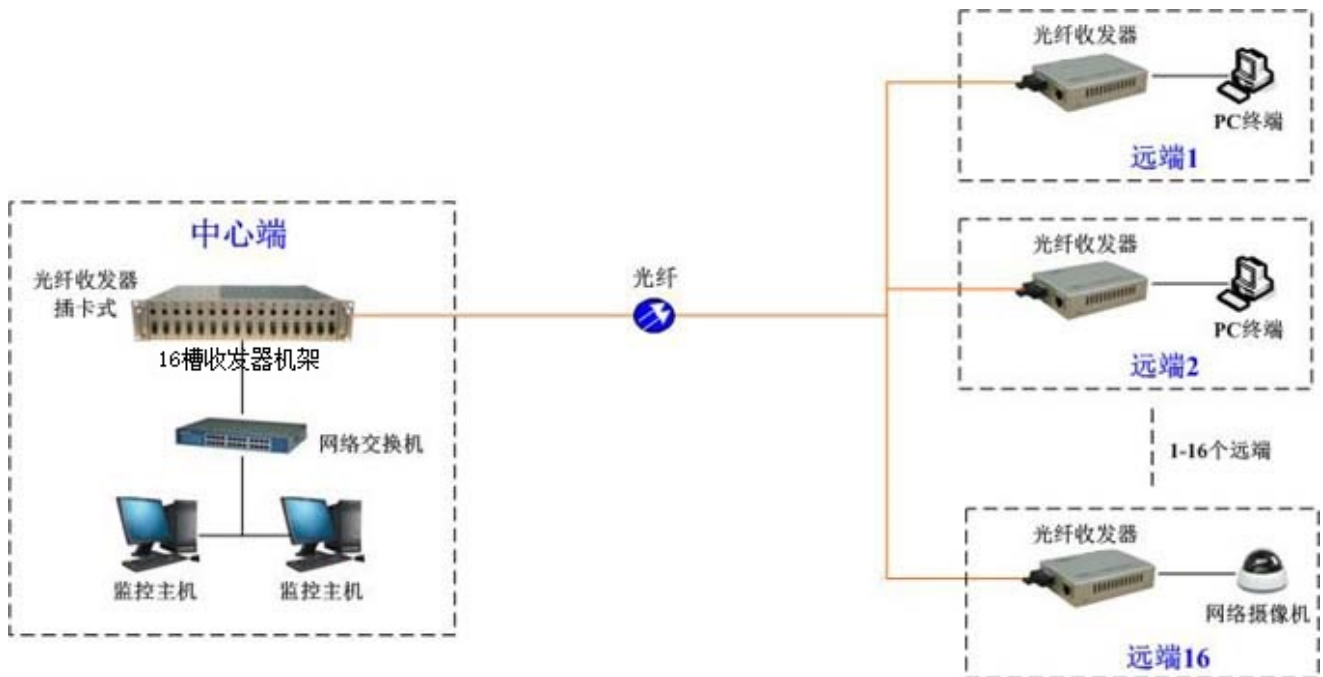 中心端
光纤收发器
插卡式
16槽收发器机架
网络交换机
监控主机
监控主机
光纤
光纤收发器
PC终端
远端1
光纤收发器
PC终端
远端2
1-16个远端
光纤收发器
网络摄像机
远端16